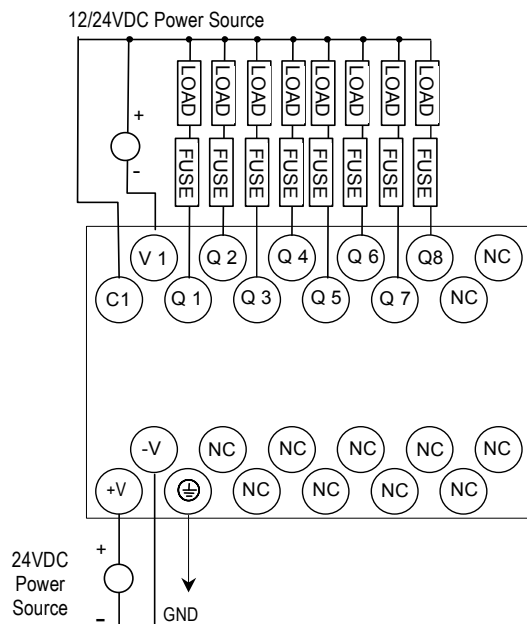 12/24VDC Power Source
LOAD LOAD LOAD LOAD LOAD LOAD LOAD LOAD
+
FUSE FUSE FUSE FUSE FUSE FUSE FUSE FUSE
-
V 1 Q 2 Q 4 Q 6 Q8 NC
C1 Q 1 Q 3 Q 5 Q 7 NC
-V NC NC NC NC NC
+V NC NC NC NC
+
24VDC
Power
Source
-
GND